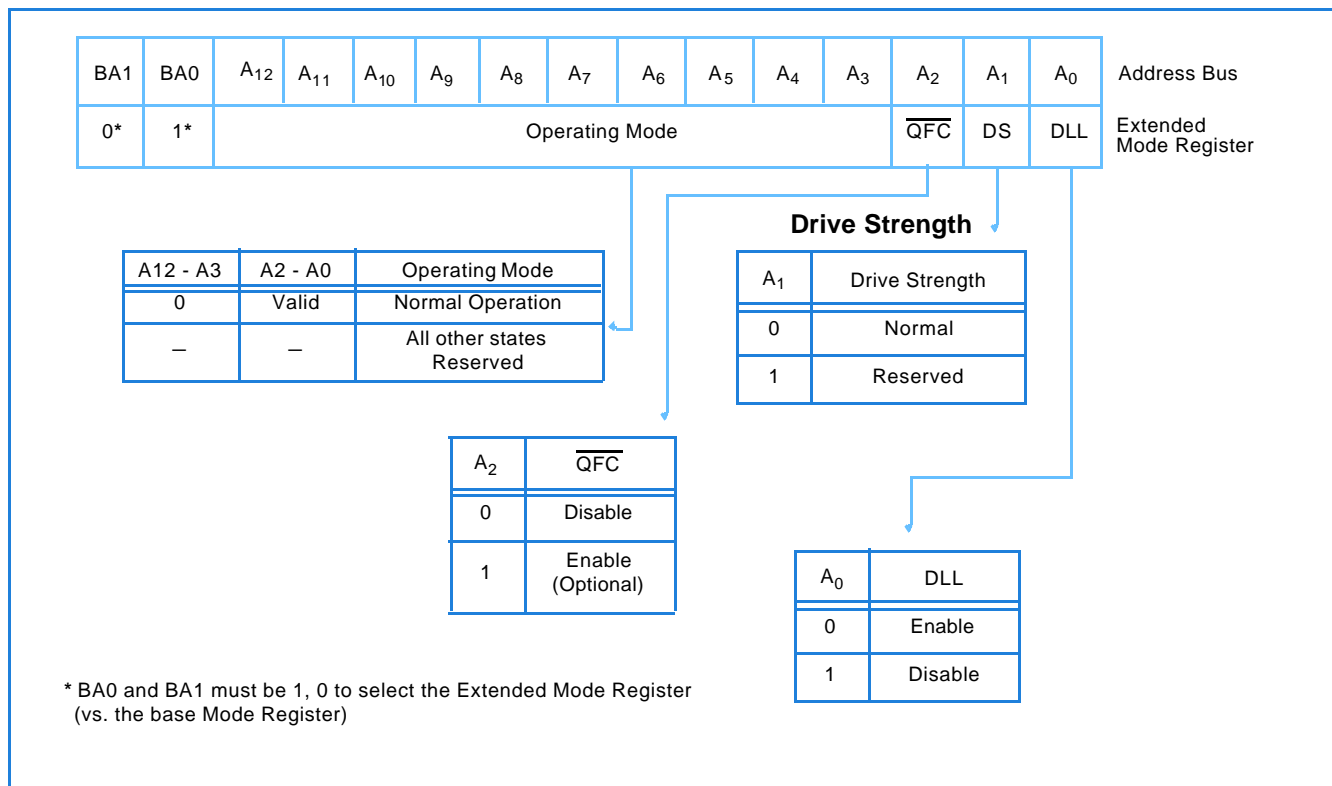 BA1 BA0 A12 A11 A10 A9 A8 A7 A6 A5 A4 A3 A2 A1 A0 Address Bus
0* 1* Operating Mode QFC DS DLL Extended
Mode Register
Drive Strength
A12 - A3 A2 - A0 Operating Mode
0 Valid Normal Operation
– – All other states
Reserved
A1 Drive Strength
0 Normal
1 Reserved
A2 QFC
0 Disable
1 Enable
(Optional)
A0 DLL
0 Enable
1 Disable
* BA0 and BA1 must be 1, 0 to select the Extended Mode Register
(vs. the base Mode Register)